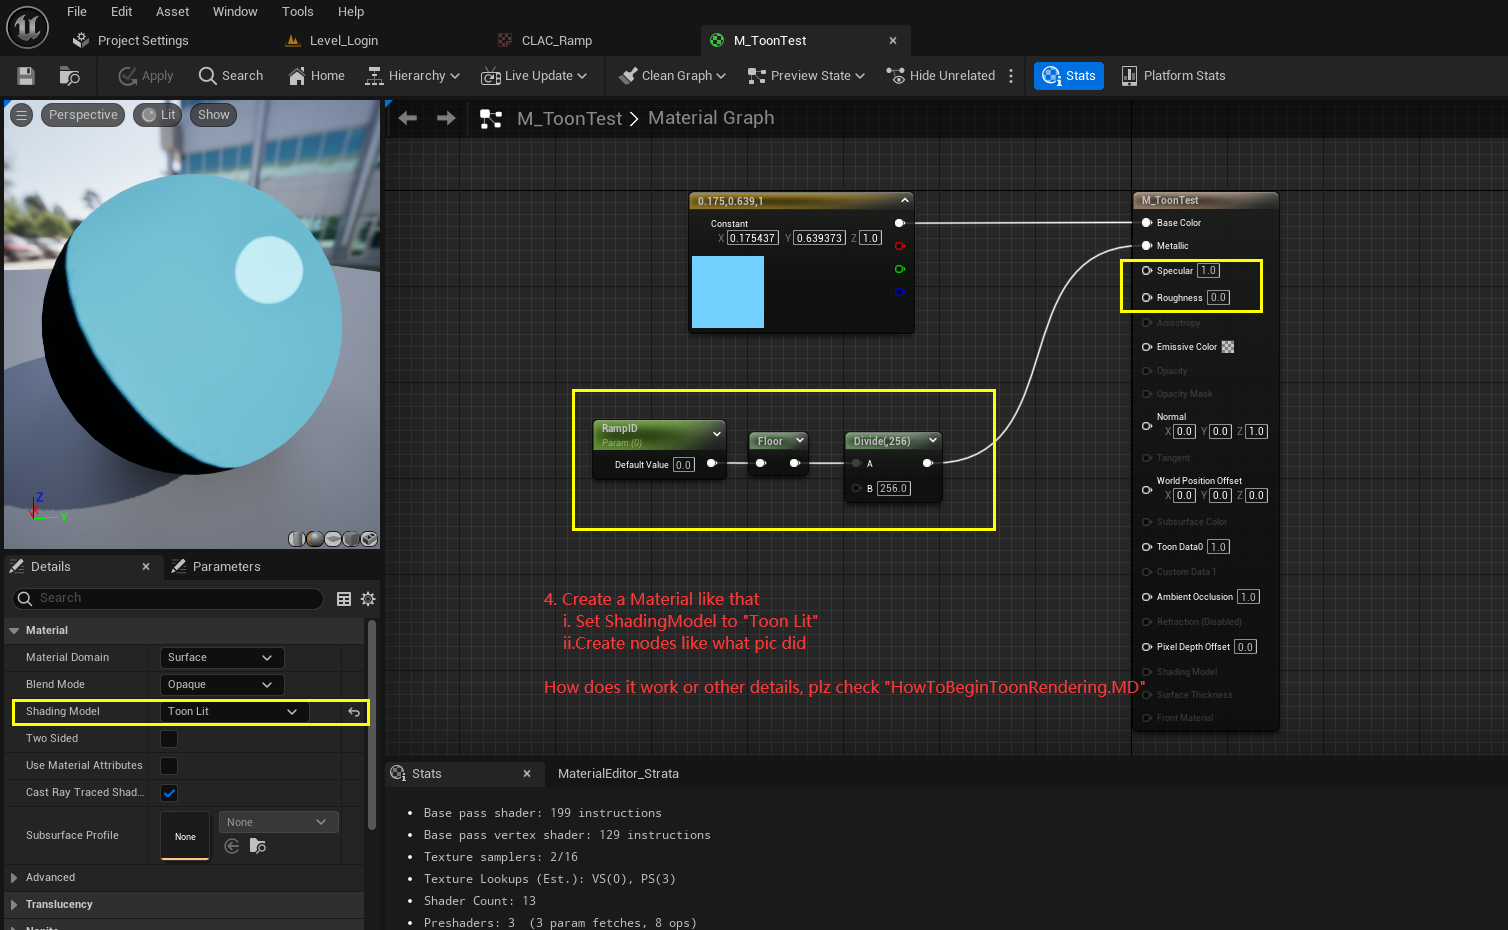 File Edit Asset Window Tools Help
Project Settings Level_Login CLAC_Ramp M_ToonTest
Apply Search Home Hierarchy Live Update Clean Graph Preview State Hide Unrelated Stats Platform Stats
Perspective Lit Show
M_ToonTest > Material Graph
0.175,0.639,1
Constant
X 0.175437 Y 0.639373 Z 1.0
RampID
Param (0)
Default Value 0.0
Floor
Divide(,256)
A
B 256.0
M_ToonTest
Base Color
Metallic
Specular 1.0
Roughness 0.0
Anisotropy
Emissive Color
Opacity
Opacity Mask
Normal
X 0.0 Y 0.0 Z 1.0
Tangent
World Position Offset
X 0.0 Y 0.0 Z 0.0
Subsurface Color
Toon Data0 1.0
Custom Data 1
Ambient Occlusion 1.0
Refraction (Disabled)
Pixel Depth Offset 0.0
Shading Model
Surface Thickness
Front Material
4. Create a Material like that
i. Set ShadingModel to "Toon Lit"
ii.Create nodes like what pic did
How does it work or other details, plz check "HowToBeginToonRendering.MD"
Z
X
Y
Details Parameters
Search
Material
Material Domain Surface
Blend Mode Opaque
Shading Model Toon Lit
Two Sided
Use Material Attributes
Cast Ray Traced Shad...
Subsurface Profile None None
Advanced
Translucency
Nanite
Stats MaterialEditor_Strata
• Base pass shader: 199 instructions
• Base pass vertex shader: 129 instructions
• Texture samplers: 2/16
• Texture Lookups (Est.): VS(0), PS(3)
• Shader Count: 13
• Preshaders: 3 (3 param fetches, 8 ops)